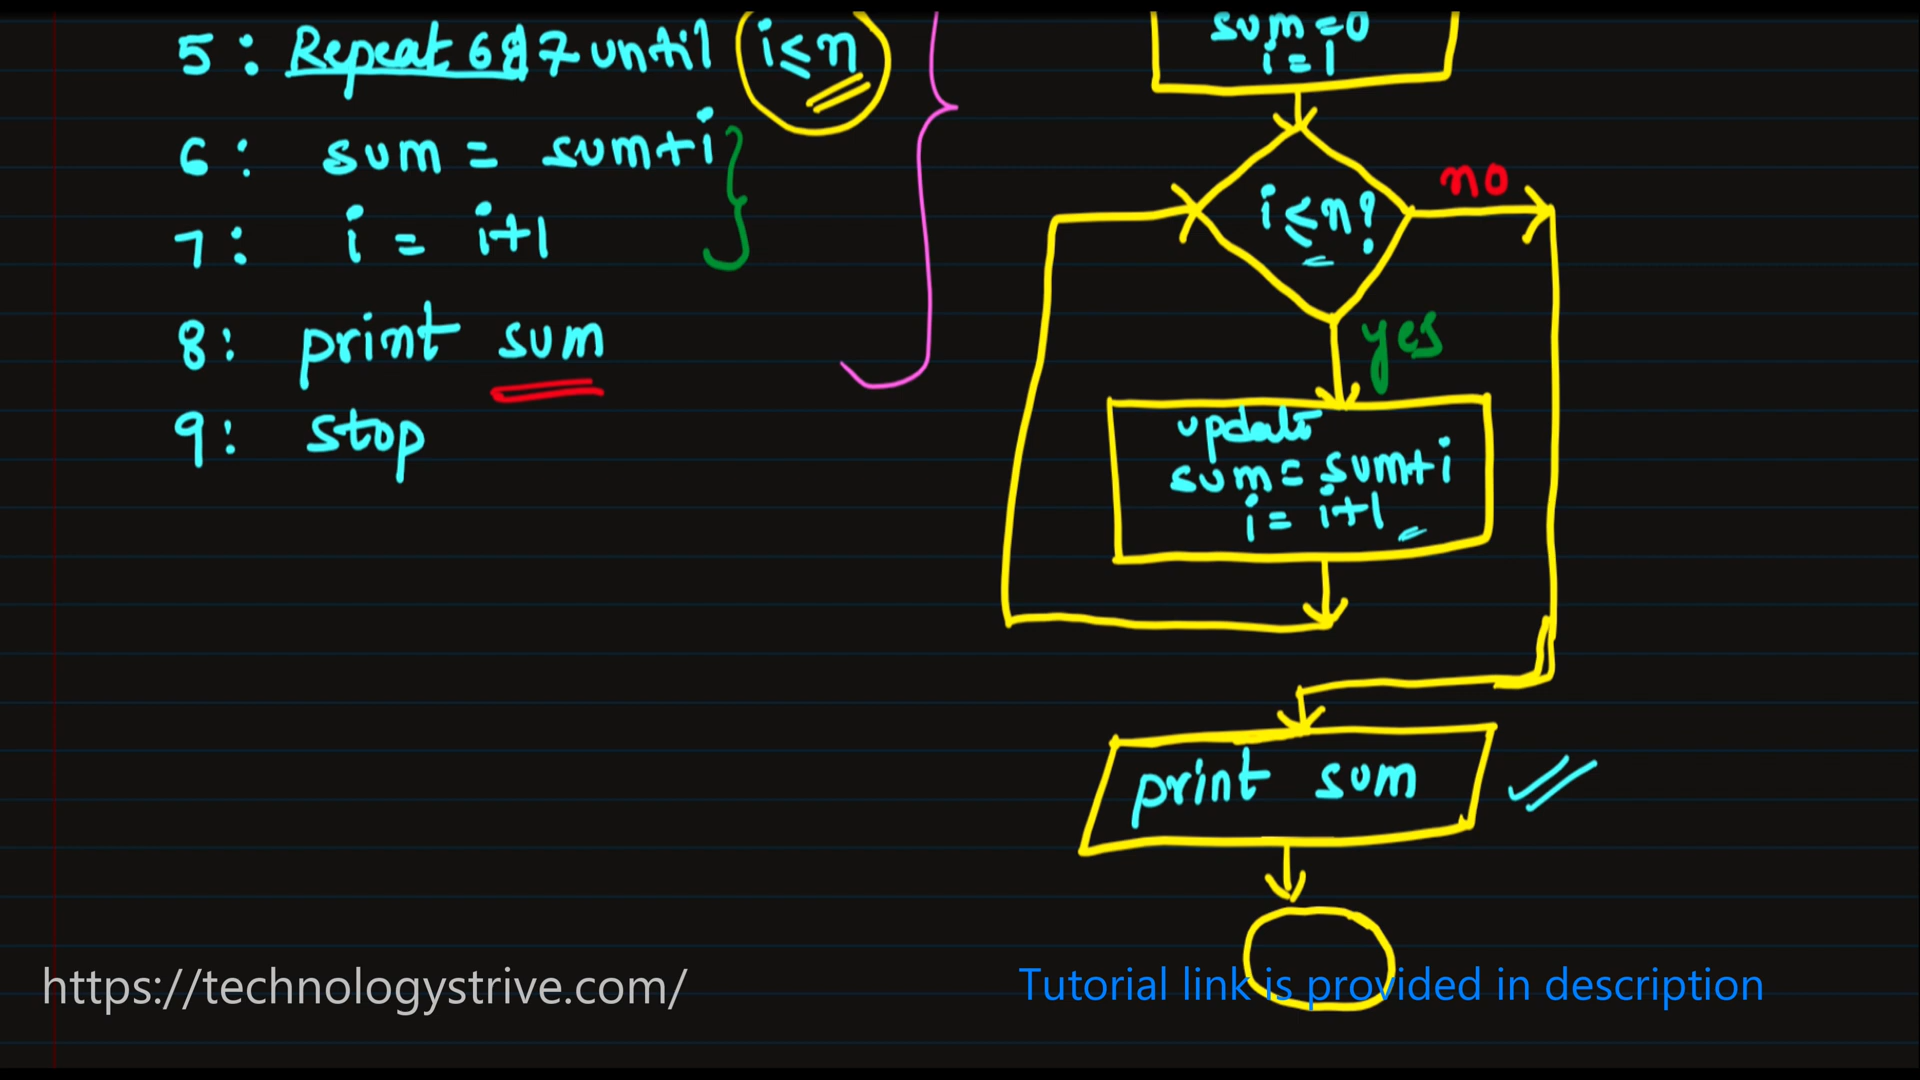 5: Repeat 6&7 until i≤n
6: sum = sum+i
7: i = i+1
8: print sum
9: stop
sum=0
i=1
i≤n?
no
yes
update
sum=sum+i
i=i+1
print sum
https://technologystrive.com/
Tutorial link is provided in description